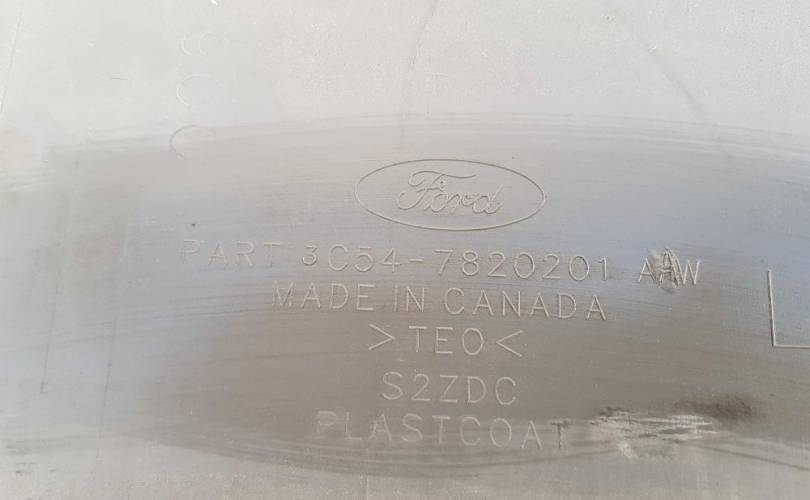 Ford
PART 3C54-7820201 AAW
MADE IN CANADA
>TEO<
S2ZDC
PLASTCOAT